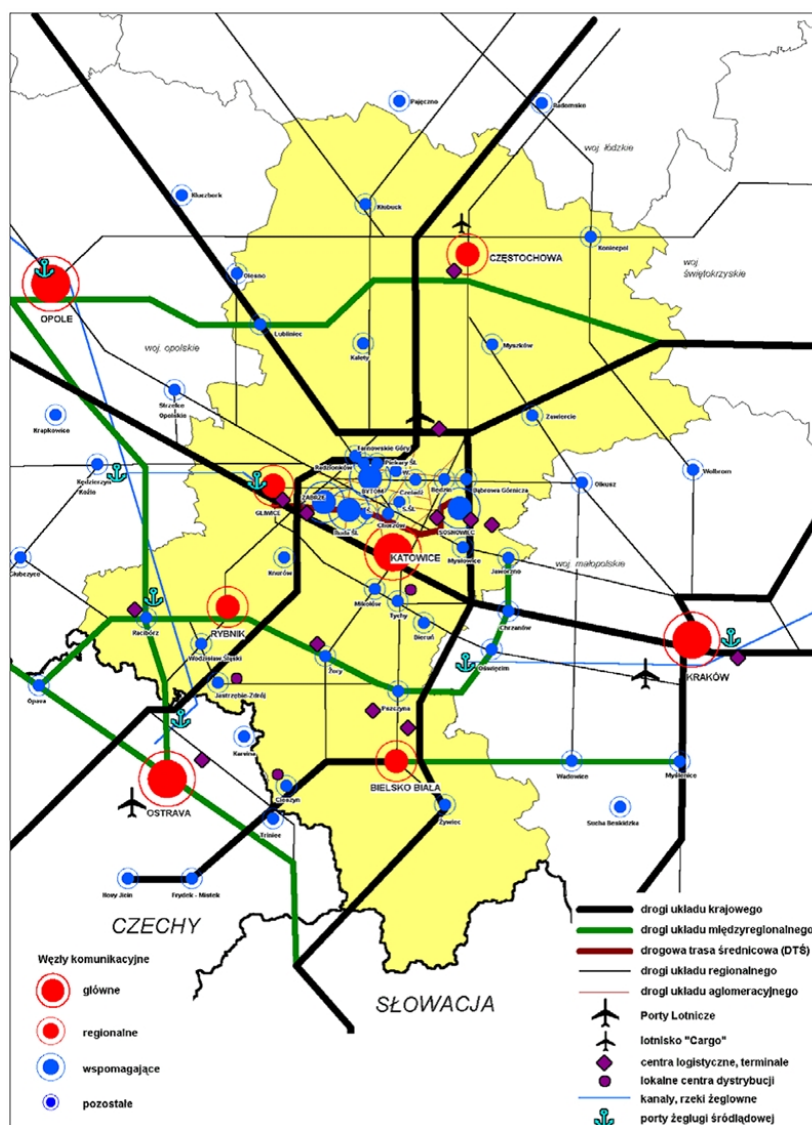 Pajęczno
Radomsko
woj. łódzkie
Kluczbork
Kłobuck
Koniecpol
CZĘSTOCHOWA
woj.
świętokrzyskie
Olesno
OPOLE
Lubliniec
woj. opolskie
Kalety
Myszków
Strzelce
Opolskie
Krapkowice
Zawiercie
Tarnowskie Góry
Radzionków
Piekary Śl.
Wolbrom
Kędzierzyn
Koźle
BYTOM
Będzin
Dąbrowa Górnicza
Olkusz
ZABRZE
Czeladź
GLIWICE
Ruda Śl.
Chorzów
S.Śl.
SOSNOWIEC
KATOWICE
Mysłowice
Głubczyce
Knurów
Jaworzno
woj. małopolskie
Mikołów
Tychy
Chrzanów
Racibórz
RYBNIK
Bieruń
Wodzisław Śląski
Żory
Oświęcim
KRAKÓW
Opava
Jastrzębie-Zdrój
Pszczyna
Karwina
BIELSKO BIAŁA
Wadowice
Myślenice
Cieszyn
OSTRAVA
Żywiec
Sucha Beskidzka
Triniec
Novy Jicin
Frydek - Mistek
CZECHY
SŁOWACJA
Węzły komunikacyjne
główne
regionalne
wspomagające
pozostałe
drogi układu krajowego
drogi układu międzyregionalnego
drogowa trasa średnicowa (DTŚ)
drogi układu regionalnego
drogi układu aglomeracyjnego
Porty Lotnicze
lotnisko "Cargo"
centra logistyczne, terminale
lokalne centra dystrybucji
kanały, rzeki żeglowne
porty żeglugi śródlądowej